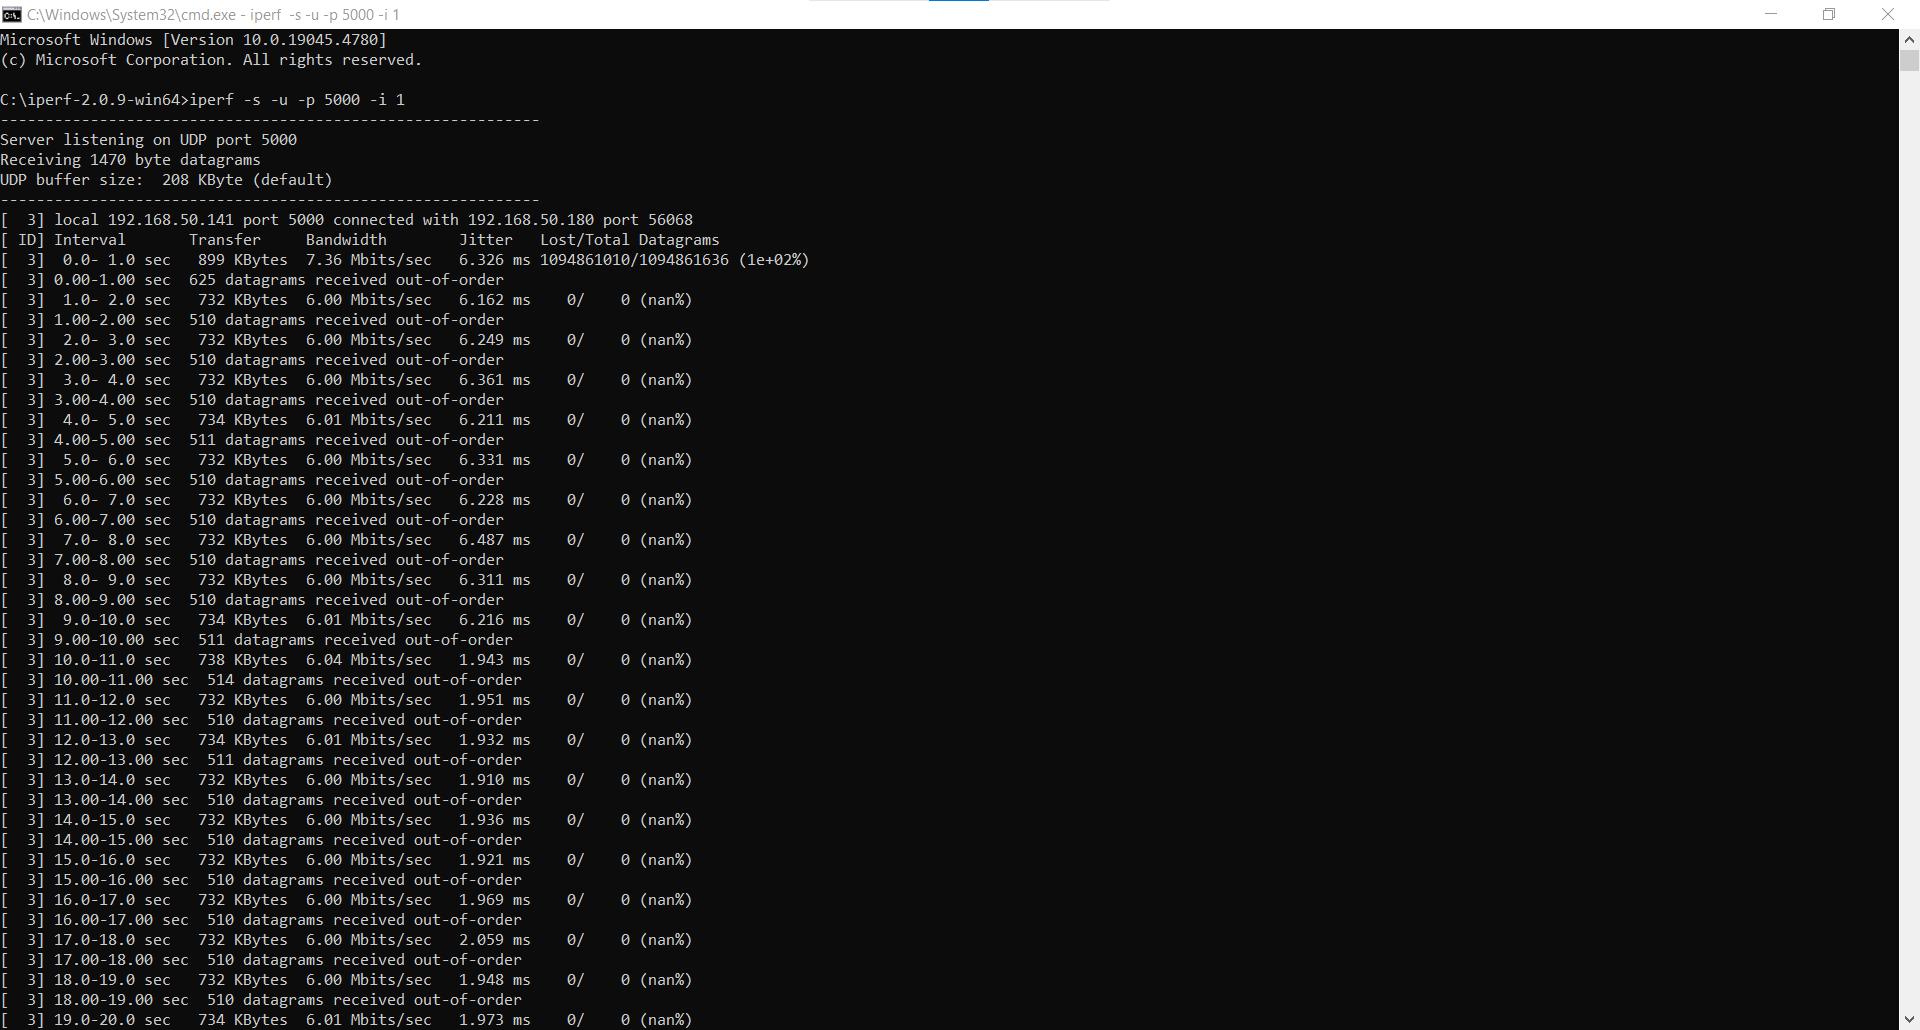 C:\Windows\System32\cmd.exe - iperf  -s -u -p 5000 -i 1
Microsoft Windows [Version 10.0.19045.4780]
(c) Microsoft Corporation. All rights reserved.
C:\iperf-2.0.9-win64>iperf -s -u -p 5000 -i 1
------------------------------------------------------------
Server listening on UDP port 5000
Receiving 1470 byte datagrams
UDP buffer size:  208 KByte (default)
------------------------------------------------------------
[  3] local 192.168.50.141 port 5000 connected with 192.168.50.180 port 56068
[ ID] Interval       Transfer     Bandwidth        Jitter   Lost/Total Datagrams
[  3]  0.0- 1.0 sec   899 KBytes  7.36 Mbits/sec   6.326 ms 1094861010/1094861636 (1e+02%)
[  3] 0.00-1.00 sec  625 datagrams received out-of-order
[  3]  1.0- 2.0 sec   732 KBytes  6.00 Mbits/sec   6.162 ms    0/    0 (nan%)
[  3] 1.00-2.00 sec  510 datagrams received out-of-order
[  3]  2.0- 3.0 sec   732 KBytes  6.00 Mbits/sec   6.249 ms    0/    0 (nan%)
[  3] 2.00-3.00 sec  510 datagrams received out-of-order
[  3]  3.0- 4.0 sec   732 KBytes  6.00 Mbits/sec   6.361 ms    0/    0 (nan%)
[  3] 3.00-4.00 sec  510 datagrams received out-of-order
[  3]  4.0- 5.0 sec   734 KBytes  6.01 Mbits/sec   6.211 ms    0/    0 (nan%)
[  3] 4.00-5.00 sec  511 datagrams received out-of-order
[  3]  5.0- 6.0 sec   732 KBytes  6.00 Mbits/sec   6.331 ms    0/    0 (nan%)
[  3] 5.00-6.00 sec  510 datagrams received out-of-order
[  3]  6.0- 7.0 sec   732 KBytes  6.00 Mbits/sec   6.228 ms    0/    0 (nan%)
[  3] 6.00-7.00 sec  510 datagrams received out-of-order
[  3]  7.0- 8.0 sec   732 KBytes  6.00 Mbits/sec   6.487 ms    0/    0 (nan%)
[  3] 7.00-8.00 sec  510 datagrams received out-of-order
[  3]  8.0- 9.0 sec   732 KBytes  6.00 Mbits/sec   6.311 ms    0/    0 (nan%)
[  3] 8.00-9.00 sec  510 datagrams received out-of-order
[  3]  9.0-10.0 sec   734 KBytes  6.01 Mbits/sec   6.216 ms    0/    0 (nan%)
[  3] 9.00-10.00 sec  511 datagrams received out-of-order
[  3] 10.0-11.0 sec   738 KBytes  6.04 Mbits/sec   1.943 ms    0/    0 (nan%)
[  3] 10.00-11.00 sec  514 datagrams received out-of-order
[  3] 11.0-12.0 sec   732 KBytes  6.00 Mbits/sec   1.951 ms    0/    0 (nan%)
[  3] 11.00-12.00 sec  510 datagrams received out-of-order
[  3] 12.0-13.0 sec   734 KBytes  6.01 Mbits/sec   1.932 ms    0/    0 (nan%)
[  3] 12.00-13.00 sec  511 datagrams received out-of-order
[  3] 13.0-14.0 sec   732 KBytes  6.00 Mbits/sec   1.910 ms    0/    0 (nan%)
[  3] 13.00-14.00 sec  510 datagrams received out-of-order
[  3] 14.0-15.0 sec   732 KBytes  6.00 Mbits/sec   1.936 ms    0/    0 (nan%)
[  3] 14.00-15.00 sec  510 datagrams received out-of-order
[  3] 15.0-16.0 sec   732 KBytes  6.00 Mbits/sec   1.921 ms    0/    0 (nan%)
[  3] 15.00-16.00 sec  510 datagrams received out-of-order
[  3] 16.0-17.0 sec   732 KBytes  6.00 Mbits/sec   1.969 ms    0/    0 (nan%)
[  3] 16.00-17.00 sec  510 datagrams received out-of-order
[  3] 17.0-18.0 sec   732 KBytes  6.00 Mbits/sec   2.059 ms    0/    0 (nan%)
[  3] 17.00-18.00 sec  510 datagrams received out-of-order
[  3] 18.0-19.0 sec   732 KBytes  6.00 Mbits/sec   1.948 ms    0/    0 (nan%)
[  3] 18.00-19.00 sec  510 datagrams received out-of-order
[  3] 19.0-20.0 sec   734 KBytes  6.01 Mbits/sec   1.973 ms    0/    0 (nan%)